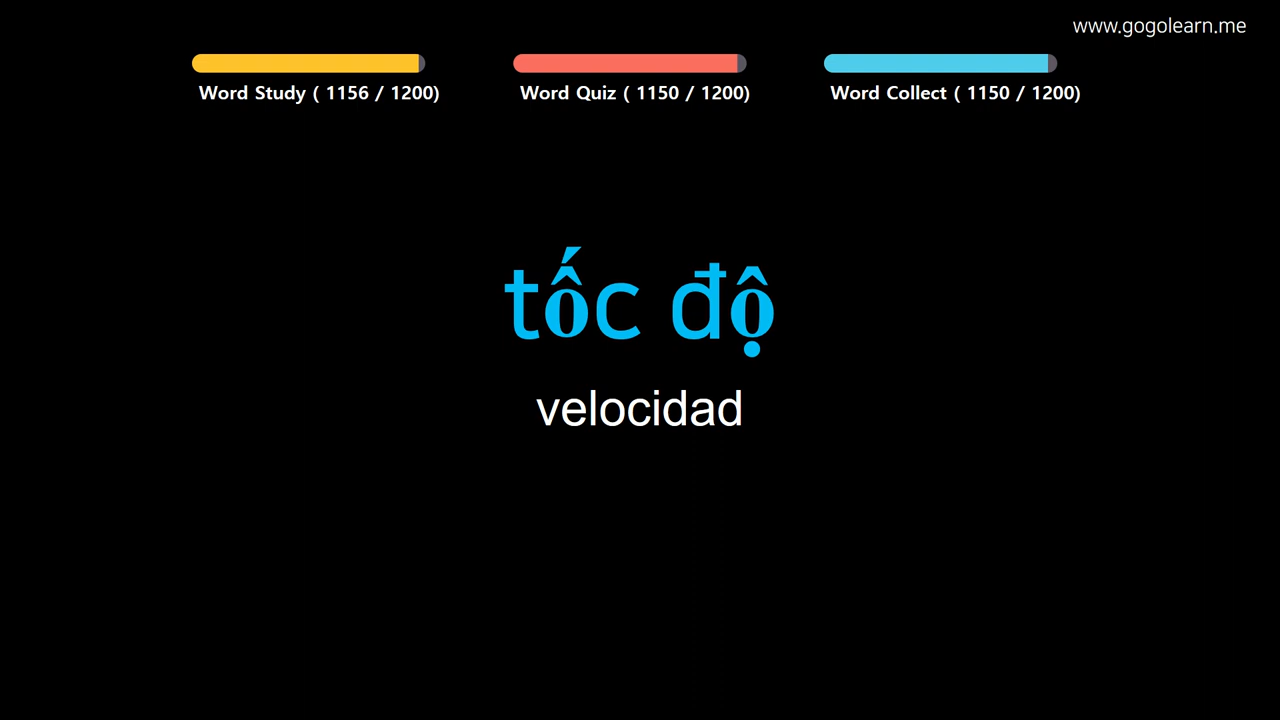 www.gogolearn.me
Word Study ( 1156 / 1200)
Word Quiz ( 1150 / 1200)
Word Collect ( 1150 / 1200)
tốc độ
velocidad